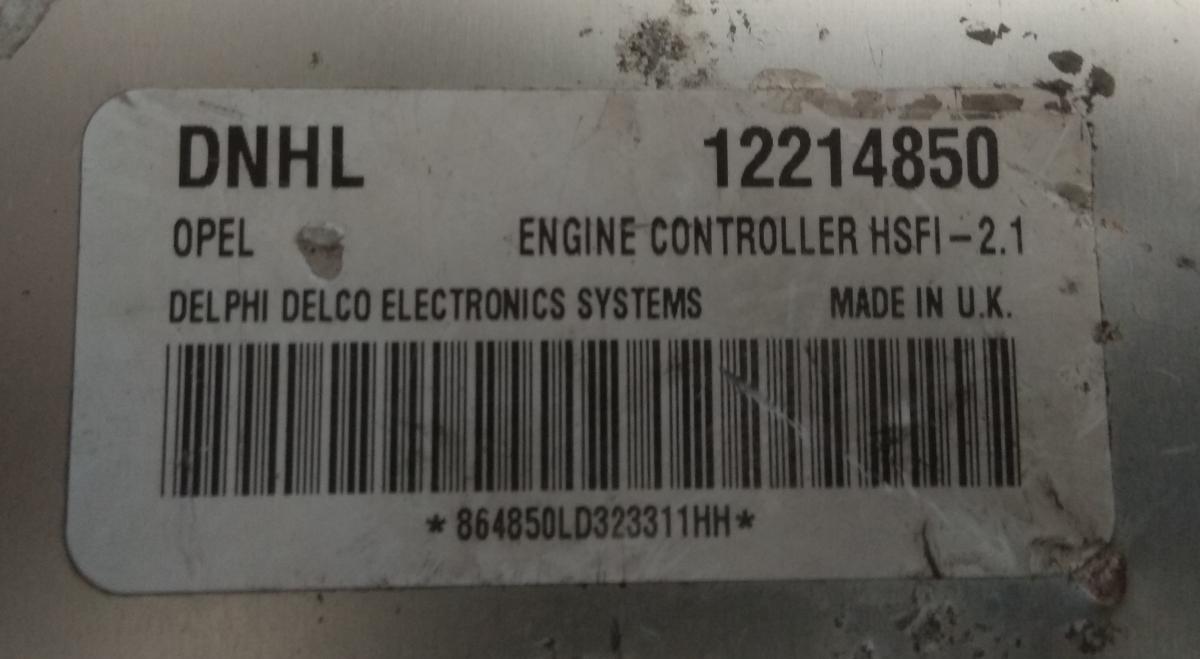 DNHL 12214850
OPEL ENGINE CONTROLLER HSFI-2.1
DELPHI DELCO ELECTRONICS SYSTEMS MADE IN U.K.
*864850LD323311HH*